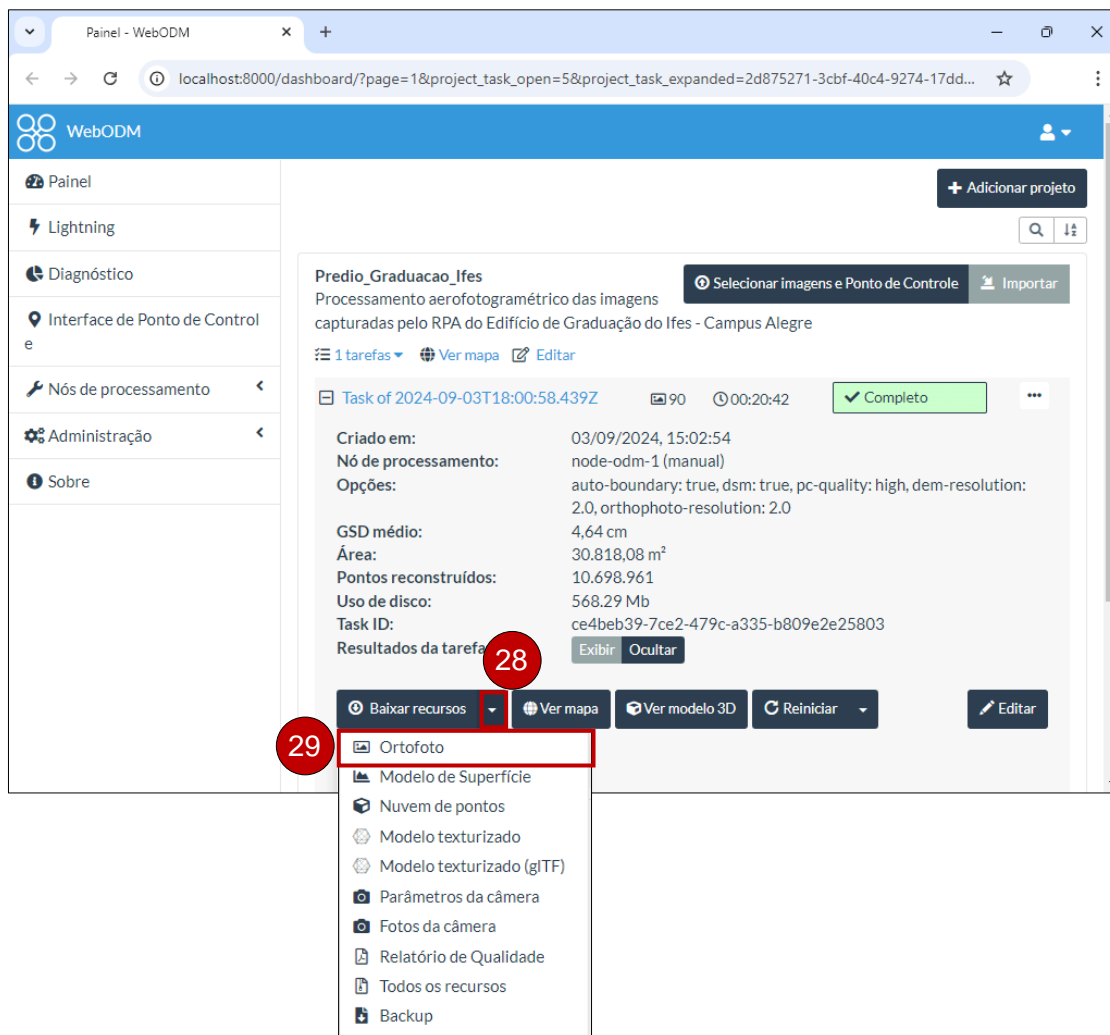 Painel - WebODM
localhost:8000/dashboard/?page=1&project_task_open=5&project_task_expanded=2d875271-3cbf-40c4-9274-17dd...
WebODM
Painel
Lightning
Diagnóstico
Interface de Ponto de Control
e
Nós de processamento
Administração
Sobre
Adicionar projeto
Predio_Graduacao_Ifes
Selecionar imagens e Ponto de Controle
Importar
Processamento aerofotogramétrico das imagens
capturadas pelo RPA do Edifício de Graduação do Ifes - Campus Alegre
1 tarefas Ver mapa Editar
Task of 2024-09-03T18:00:58.439Z 90 00:20:42 Completo
Criado em: 03/09/2024, 15:02:54
Nó de processamento: node-odm-1 (manual)
Opções: auto-boundary: true, dsm: true, pc-quality: high, dem-resolution:
2.0, orthophoto-resolution: 2.0
GSD médio: 4,64 cm
Área: 30.818,08 m²
Pontos reconstruídos: 10.698.961
Uso de disco: 568.29 Mb
Task ID: ce4beb39-7ce2-479c-a335-b809e2e25803
Resultados da tarefa Exibir Ocultar
28
Baixar recursos Ver mapa Ver modelo 3D Reiniciar Editar
29
Ortofoto
Modelo de Superfície
Nuvem de pontos
Modelo texturizado
Modelo texturizado (glTF)
Parâmetros da câmera
Fotos da câmera
Relatório de Qualidade
Todos os recursos
Backup